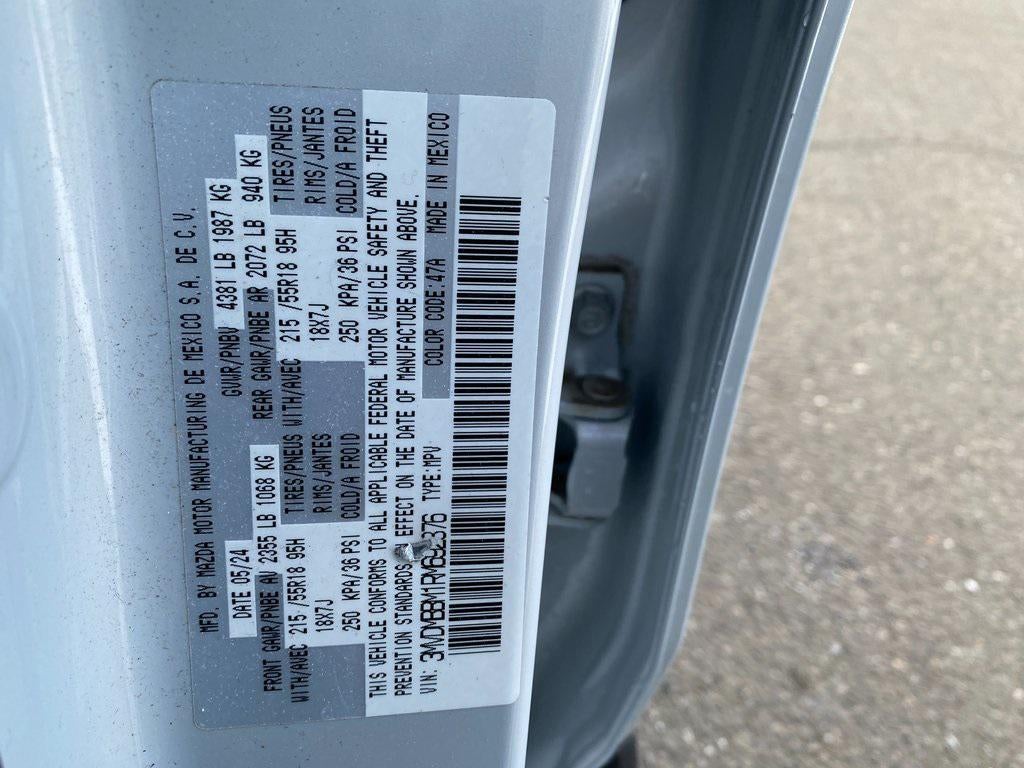 MFD. BY MAZDA MOTOR MANUFACTURING DE MEXICO S.A. DE C.V.
DATE 05/24 GVWR/PNBV 4381 LB 1987 KG
FRONT GAWR/PNBE AV 2355 LB 1068 KG REAR GAWR/PNBE AR 2072 LB 940 KG
WITH/AVEC 215 /55R18 95H TIRES/PNEUS WITH/AVEC 215 /55R18 95H TIRES/PNEUS
18X7J RIMS/JANTES 18X7J RIMS/JANTES
250 KPA/36 PSI COLD/A FROID 250 KPA/36 PSI COLD/A FROID
THIS VEHICLE CONFORMS TO ALL APPLICABLE FEDERAL MOTOR VEHICLE SAFETY AND THEFT
PREVENTION STANDARDS EFFECT ON THE DATE OF MANUFACTURE SHOWN ABOVE.
VIN: 3MVDMBBM1RM692376 TYPE:MPV COLOR CODE:47A MADE IN MEXICO